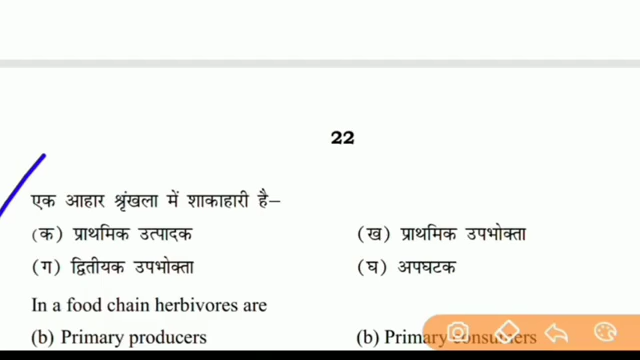 22
एक आहार श्रृंखला में शाकाहारी है–
(क) प्राथमिक उत्पादक (ख) प्राथमिक उपभोक्ता
(ग) द्वितीयक उपभोक्ता (घ) अपघटक
In a food chain herbivores are
(b) Primary producers (b) Primary consumers